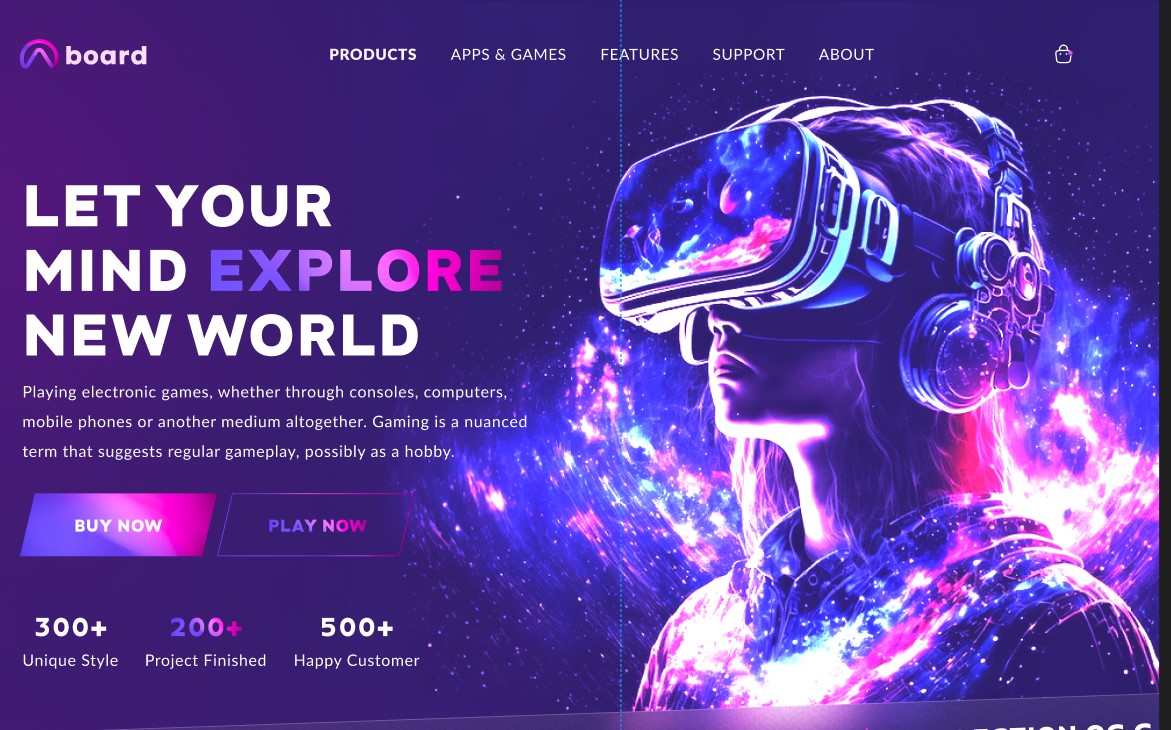 board
PRODUCTS
APPS & GAMES
FEATURES
SUPPORT
ABOUT
LET YOUR
MIND EXPLORE
NEW WORLD
Playing electronic games, whether through consoles, computers,
mobile phones or another medium altogether. Gaming is a nuanced
term that suggests regular gameplay, possibly as a hobby.
BUY NOW
PLAY NOW
300+
Unique Style
200+
Project Finished
500+
Happy Customer